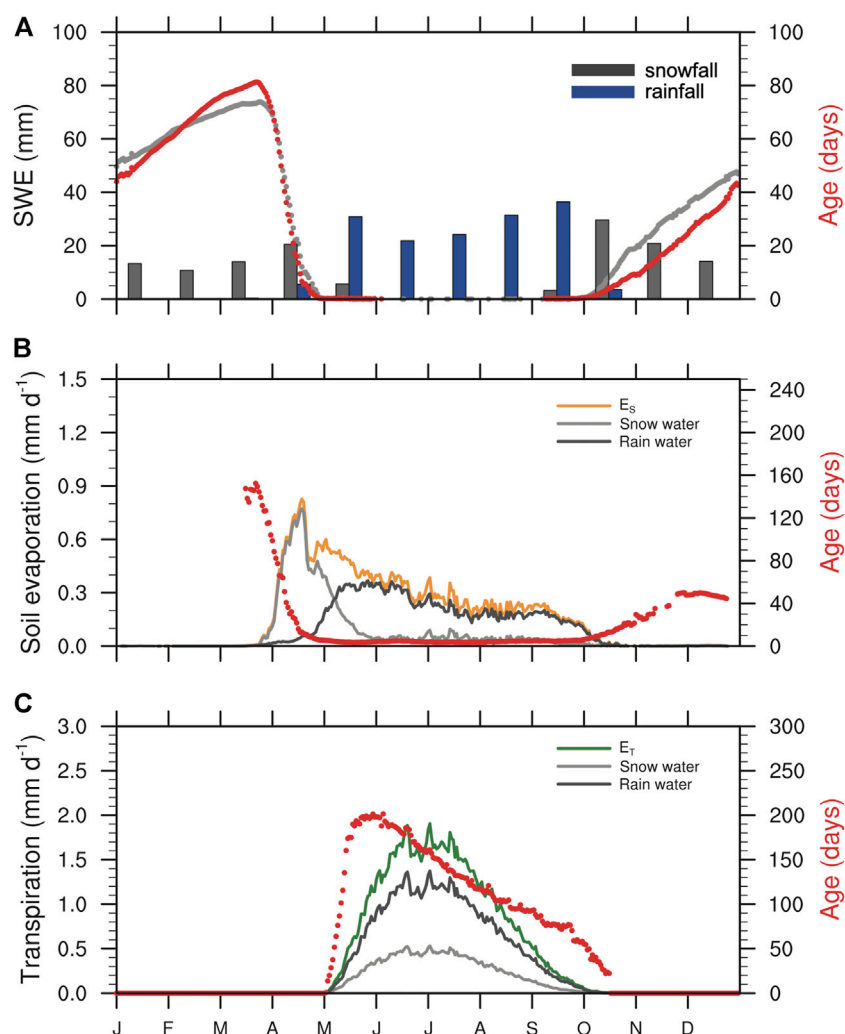 A
100
80
60
40
20
0
SWE (mm)
snowfall
rainfall
100
80
60
40
20
0
Age (days)
B
1.5
1.2
0.9
0.6
0.3
0.0
Soil evaporation (mm d⁻¹)
E_S
Snow water
Rain water
240
200
160
120
80
40
0
Age (days)
C
3.0
2.5
2.0
1.5
1.0
0.5
0.0
Transpiration (mm d⁻¹)
E_T
Snow water
Rain water
300
250
200
150
100
50
0
Age (days)
J F M A M J J A S O N D